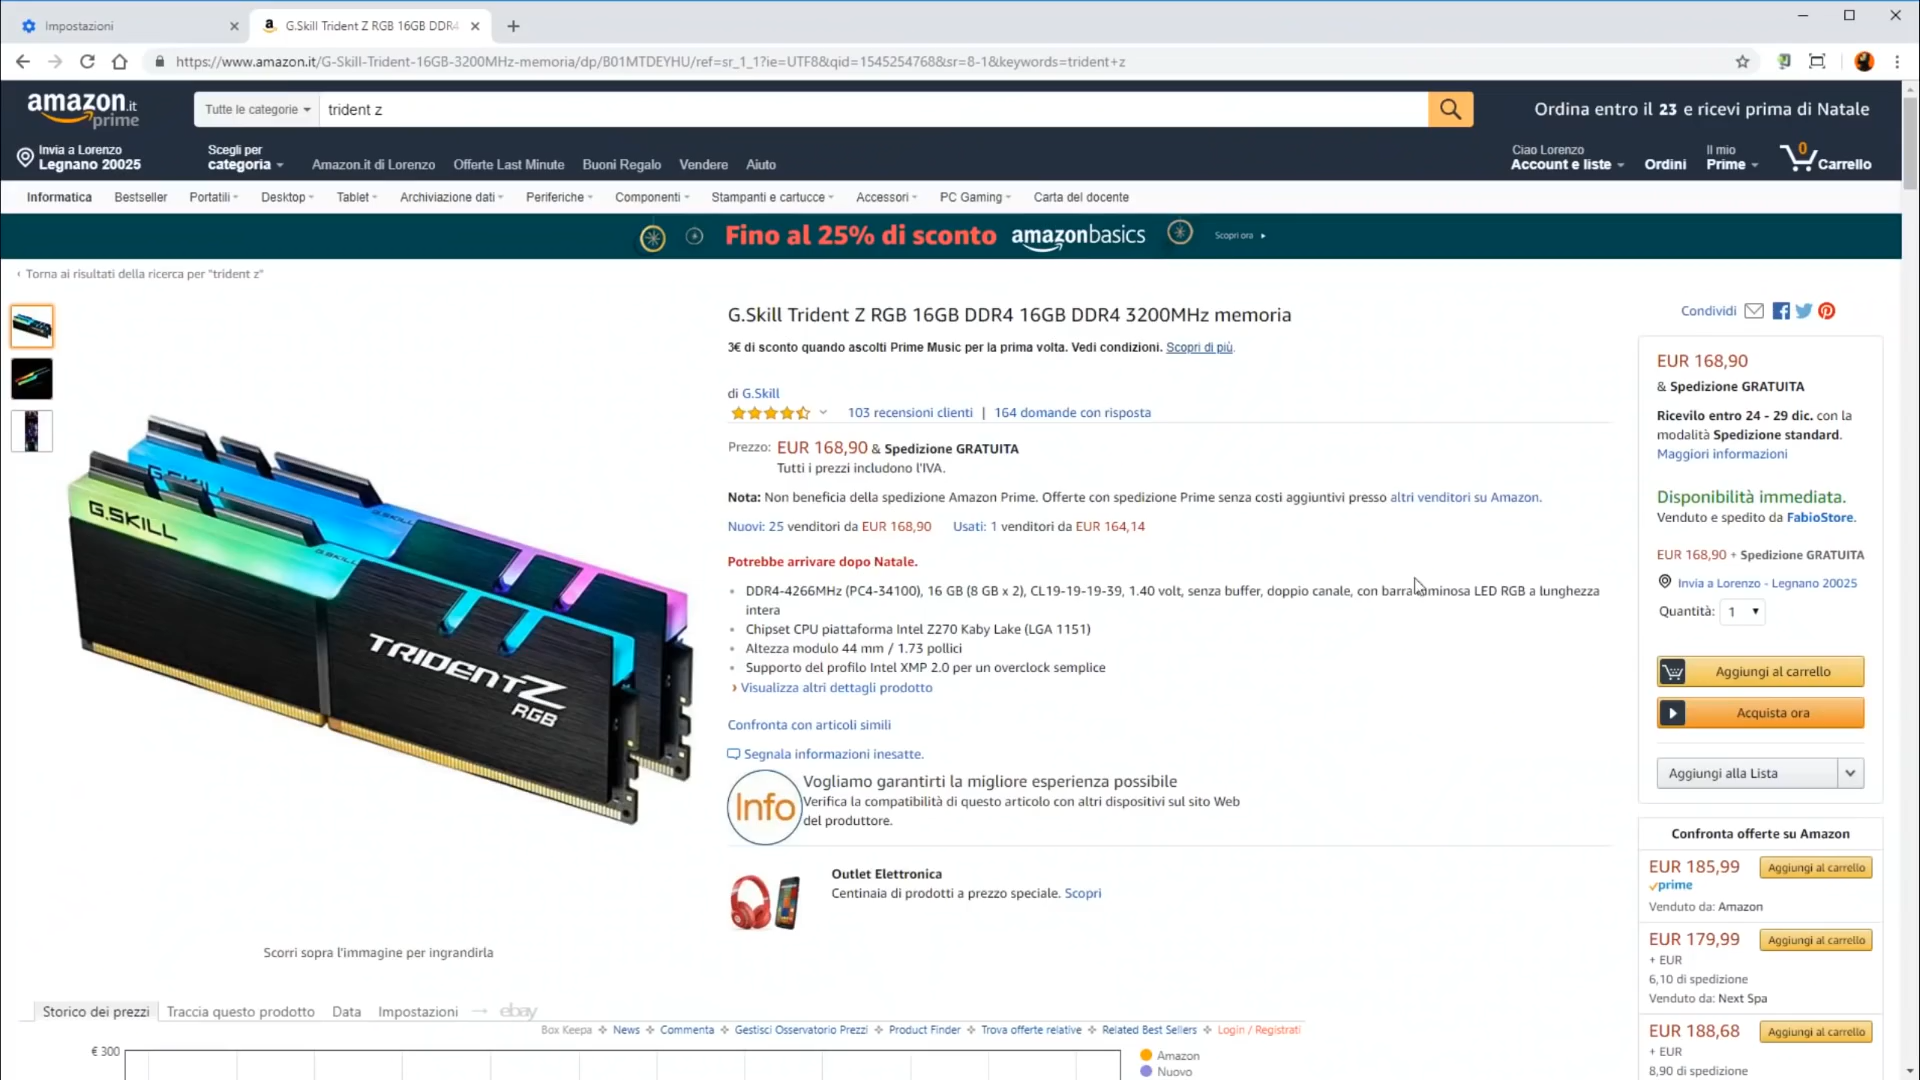 Impostazioni
G.Skill Trident Z RGB 16GB DDR4
https://www.amazon.it/G-Skill-Trident-16GB-3200MHz-memoria/dp/B01MTDEYHU/ref=sr_1_1?ie=UTF8&qid=1545254768&sr=8-1&keywords=trident+z
amazon.it
prime
Tutte le categorie
trident z
Ordina entro il 23 e ricevi prima di Natale
Invia a Lorenzo
Legnano 20025
Scegli per
categoria
Amazon.it di Lorenzo
Offerte Last Minute
Buoni Regalo
Vendere
Aiuto
Ciao Lorenzo
Account e liste
Ordini
Il mio
Prime
0
Carrello
Informatica
Bestseller
Portatili
Desktop
Tablet
Archiviazione dati
Periferiche
Componenti
Stampanti e cartucce
Accessori
PC Gaming
Carta del docente
Fino al 25% di sconto amazonbasics
Scopri ora
‹ Torna ai risultati della ricerca per "trident z"
G.SKILL
G.SKILL
G.SKILL
G.SKILL
TRIDENT Z
RGB
Scorri sopra l'immagine per ingrandirla
G.Skill Trident Z RGB 16GB DDR4 16GB DDR4 3200MHz memoria
3€ di sconto quando ascolti Prime Music per la prima volta. Vedi condizioni. Scopri di più.
di G.Skill
103 recensioni clienti | 164 domande con risposta
Prezzo: EUR 168,90 & Spedizione GRATUITA
Tutti i prezzi includono l'IVA.
Nota: Non beneficia della spedizione Amazon Prime. Offerte con spedizione Prime senza costi aggiuntivi presso altri venditori su Amazon.
Nuovi: 25 venditori da EUR 168,90 Usati: 1 venditori da EUR 164,14
Potrebbe arrivare dopo Natale.
DDR4-4266MHz (PC4-34100), 16 GB (8 GB x 2), CL19-19-19-39, 1.40 volt, senza buffer, doppio canale, con barra uminosa LED RGB a lunghezza
intera
Chipset CPU piattaforma Intel Z270 Kaby Lake (LGA 1151)
Altezza modulo 44 mm / 1.73 pollici
Supporto del profilo Intel XMP 2.0 per un overclock semplice
› Visualizza altri dettagli prodotto
Confronta con articoli simili
Segnala informazioni inesatte.
Info
Vogliamo garantirti la migliore esperienza possibile
Verifica la compatibilità di questo articolo con altri dispositivi sul sito Web
del produttore.
Outlet Elettronica
Centinaia di prodotti a prezzo speciale. Scopri
Condividi
EUR 168,90
& Spedizione GRATUITA
Ricevilo entro 24 - 29 dic. con la
modalità Spedizione standard.
Maggiori informazioni
Disponibilità immediata.
Venduto e spedito da FabioStore.
EUR 168,90 + Spedizione GRATUITA
Invia a Lorenzo - Legnano 20025
Quantità: 1
Aggiungi al carrello
Acquista ora
Aggiungi alla Lista
Confronta offerte su Amazon
EUR 185,99
Aggiungi al carrello
prime
Venduto da: Amazon
EUR 179,99
Aggiungi al carrello
+ EUR
6,10 di spedizione
Venduto da: Next Spa
EUR 188,68
Aggiungi al carrello
+ EUR
8,90 di spedizione
Storico dei prezzi
Traccia questo prodotto
Data
Impostazioni
ebay
Box Keepa
News
Commenta
Gestisci Osservatorio Prezzi
Product Finder
Trova offerte relative
Related Best Sellers
Login / Registrati
€ 300
Amazon
Nuovo